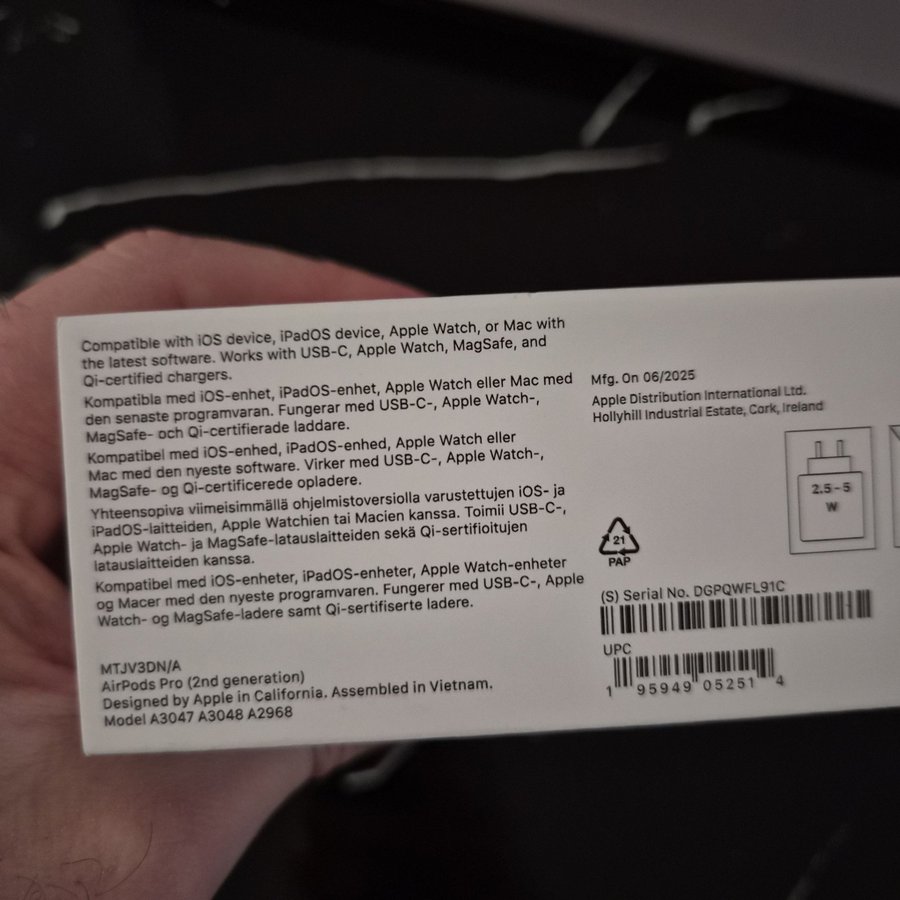 Compatible with iOS device, iPadOS device, Apple Watch, or Mac with
the latest software. Works with USB-C, Apple Watch, MagSafe, and
Qi-certified chargers.
Kompatibla med iOS-enhet, iPadOS-enhet, Apple Watch eller Mac med
den senaste programvaran. Fungerar med USB-C-, Apple Watch-,
MagSafe- och Qi-certifierade laddare.
Kompatibel med iOS-enhed, iPadOS-enhed, Apple Watch eller
Mac med den nyeste software. Virker med USB-C-, Apple Watch-,
MagSafe- og Qi-certificerede opladere.
Yhteensopiva viimeisimmällä ohjelmistoversiolla varustettujen iOS- ja
iPadOS-laitteiden, Apple Watchien tai Macien kanssa. Toimii USB-C-,
Apple Watch- ja MagSafe-latauslaitteiden sekä Qi-sertifioitujen
latauslaitteiden kanssa.
Kompatibel med iOS-enheter, iPadOS-enheter, Apple Watch-enheter
og Macer med den nyeste programvaren. Fungerer med USB-C-, Apple
Watch- og MagSafe-ladere samt Qi-sertifiserte ladere.
MTJV3DN/A
AirPods Pro (2nd generation)
Designed by Apple in California. Assembled in Vietnam.
Model A3047 A3048 A2968
Mfg. On 06/2025
Apple Distribution International Ltd.
Hollyhill Industrial Estate, Cork, Ireland
2.5 - 5
W
21
PAP
(S) Serial No. DGPQWFL91C
UPC
1 95949 05251 4